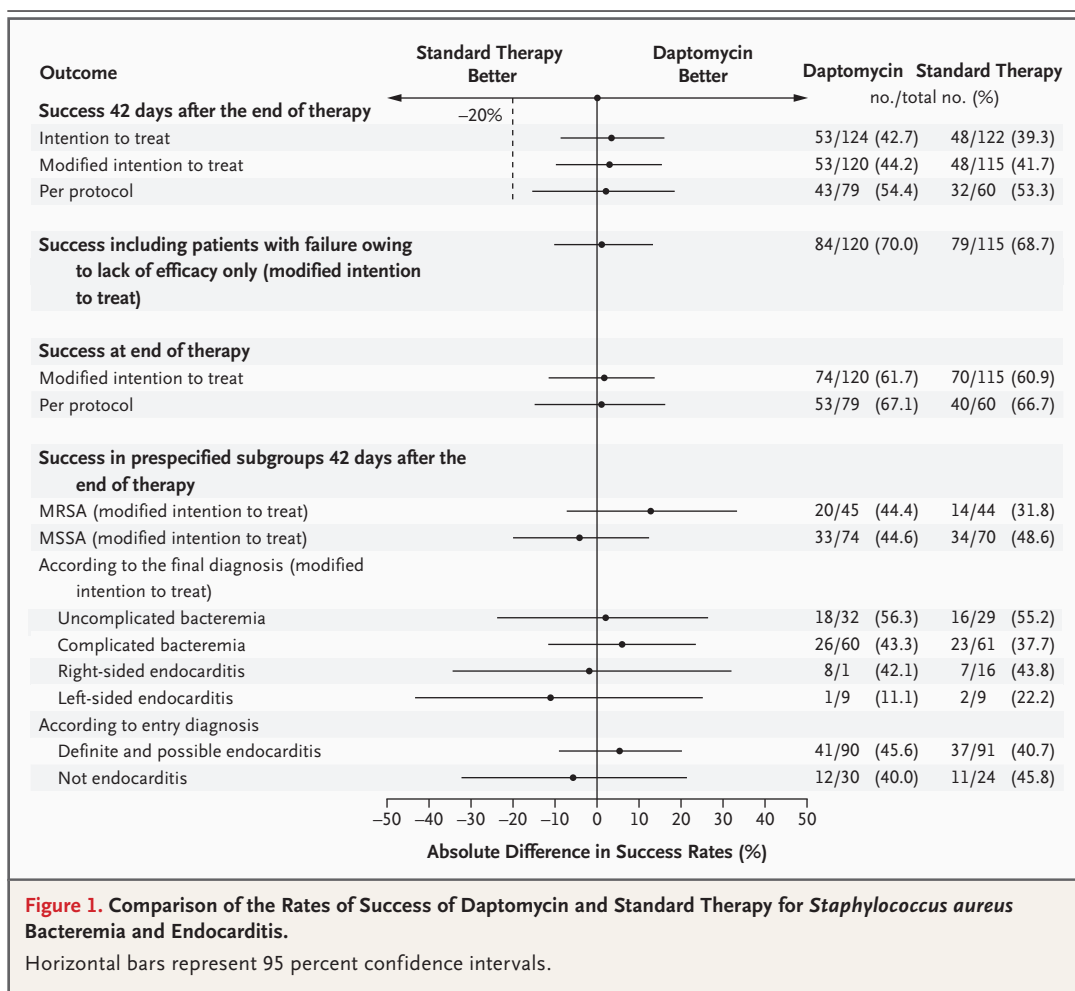 Outcome
Standard Therapy
Better
Daptomycin
Better
Daptomycin Standard Therapy
no./total no. (%)
Success 42 days after the end of therapy
–20%
Intention to treat 53/124 (42.7) 48/122 (39.3)
Modified intention to treat 53/120 (44.2) 48/115 (41.7)
Per protocol 43/79 (54.4) 32/60 (53.3)
Success including patients with failure owing 84/120 (70.0) 79/115 (68.7)
to lack of efficacy only (modified intention
to treat)
Success at end of therapy
Modified intention to treat 74/120 (61.7) 70/115 (60.9)
Per protocol 53/79 (67.1) 40/60 (66.7)
Success in prespecified subgroups 42 days after the
end of therapy
MRSA (modified intention to treat) 20/45 (44.4) 14/44 (31.8)
MSSA (modified intention to treat) 33/74 (44.6) 34/70 (48.6)
According to the final diagnosis (modified
intention to treat)
Uncomplicated bacteremia 18/32 (56.3) 16/29 (55.2)
Complicated bacteremia 26/60 (43.3) 23/61 (37.7)
Right-sided endocarditis 8/1 (42.1) 7/16 (43.8)
Left-sided endocarditis 1/9 (11.1) 2/9 (22.2)
According to entry diagnosis
Definite and possible endocarditis 41/90 (45.6) 37/91 (40.7)
Not endocarditis 12/30 (40.0) 11/24 (45.8)
–50 –40 –30 –20 –10 0 10 20 30 40 50
Absolute Difference in Success Rates (%)
Figure 1. Comparison of the Rates of Success of Daptomycin and Standard Therapy for Staphylococcus aureus
Bacteremia and Endocarditis.
Horizontal bars represent 95 percent confidence intervals.